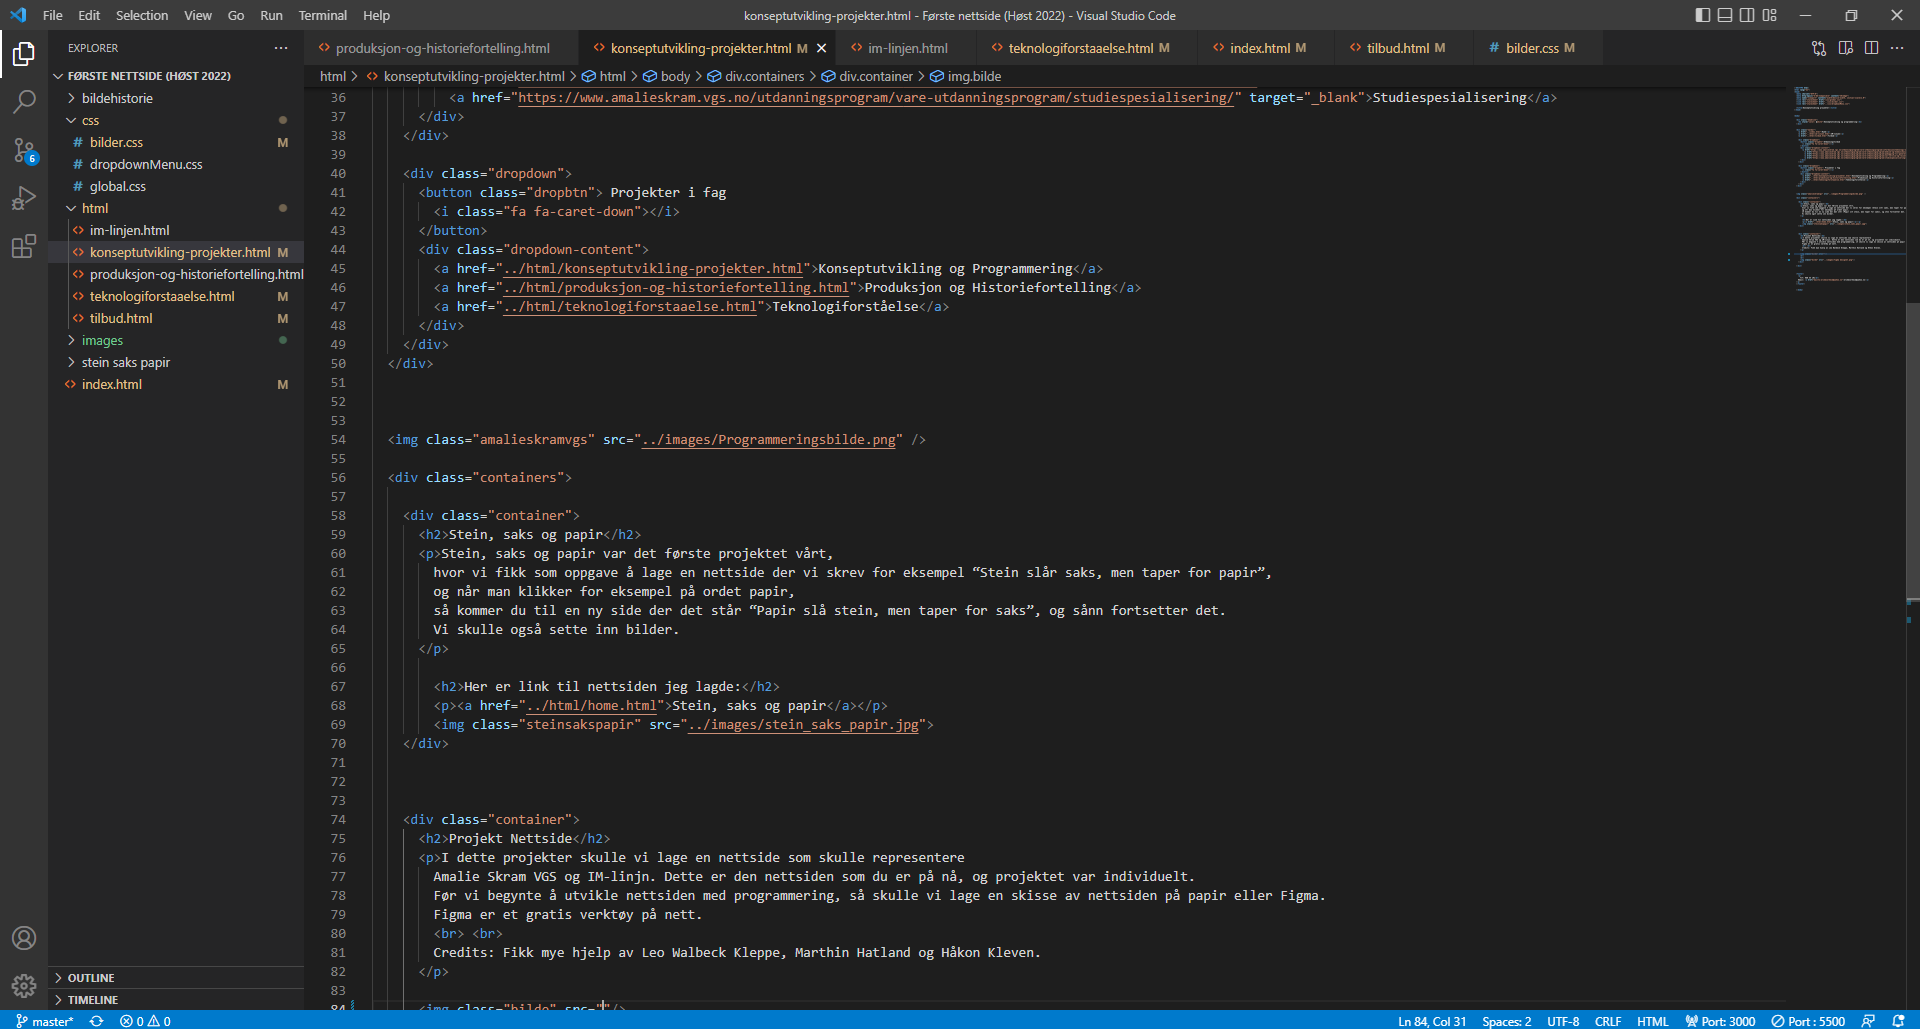 File Edit Selection View Go Run Terminal Help
konseptutvikling-projekter.html - Første nettside (Høst 2022) - Visual Studio Code
EXPLORER
FØRSTE NETTSIDE (HØST 2022)
bildehistorie
css
# bilder.css M
# dropdownMenu.css
# global.css
html
<> im-linjen.html
<> konseptutvikling-projekter.html M
<> produksjon-og-historiefortelling.html
<> teknologiforstaaelse.html M
<> tilbud.html M
images
stein saks papir
<> index.html M
OUTLINE
TIMELINE
6
<> produksjon-og-historiefortelling.html
<> konseptutvikling-projekter.html M
<> im-linjen.html
<> teknologiforstaaelse.html M
<> index.html M
<> tilbud.html M
# bilder.css M
html > <> konseptutvikling-projekter.html > html > body > div.containers > div.container > img.bilde
36 <a href="https://www.amalieskram.vgs.no/utdanningsprogram/vare-utdanningsprogram/studiespesialisering/" target="_blank">Studiespesialisering</a>
37 </div>
38 </div>
39
40 <div class="dropdown">
41 <button class="dropbtn"> Projekter i fag
42 <i class="fa fa-caret-down"></i>
43 </button>
44 <div class="dropdown-content">
45 <a href="../html/konseptutvikling-projekter.html">Konseptutvikling og Programmering</a>
46 <a href="../html/produksjon-og-historiefortelling.html">Produksjon og Historiefortelling</a>
47 <a href="../html/teknologiforstaaelse.html">Teknologiforståelse</a>
48 </div>
49 </div>
50 </div>
51
52
53
54 <img class="amalieskramvgs" src="../images/Programmeringsbilde.png" />
55
56 <div class="containers">
57
58 <div class="container">
59 <h2>Stein, saks og papir</h2>
60 <p>Stein, saks og papir var det første projektet vårt,
61 hvor vi fikk som oppgave å lage en nettside der vi skrev for eksempel “Stein slår saks, men taper for papir”,
62 og når man klikker for eksempel på ordet papir,
63 så kommer du til en ny side der det står “Papir slå stein, men taper for saks”, og sånn fortsetter det.
64 Vi skulle også sette inn bilder.
65 </p>
66
67 <h2>Her er link til nettsiden jeg lagde:</h2>
68 <p><a href="../html/home.html">Stein, saks og papir</a></p>
69 <img class="steinsakspapir" src="../images/stein_saks_papir.jpg">
70 </div>
71
72
73
74 <div class="container">
75 <h2>Projekt Nettside</h2>
76 <p>I dette projekter skulle vi lage en nettside som skulle representere
77 Amalie Skram VGS og IM-linjn. Dette er den nettsiden som du er på nå, og projektet var individuelt.
78 Før vi begynte å utvikle nettsiden med programmering, så skulle vi lage en skisse av nettsiden på papir eller Figma.
79 Figma er et gratis verktøy på nett.
80 <br> <br>
81 Credits: Fikk mye hjelp av Leo Walbeck Kleppe, Marthin Hatland og Håkon Kleven.
82 </p>
83
84 <img class="bilde" src=""/>
master* 0 0
Ln 84, Col 31 Spaces: 2 UTF-8 CRLF HTML Port: 3000 Port : 5500